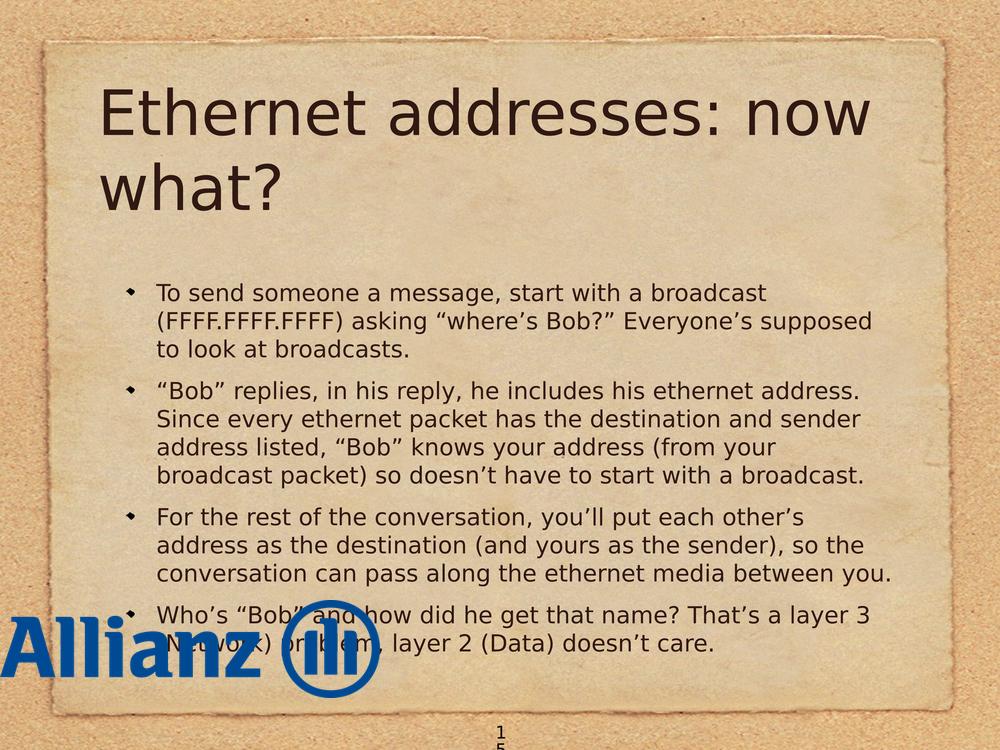 Ethernet addresses: now
what?
To send someone a message, start with a broadcast
(FFFF.FFFF.FFFF) asking “where’s Bob?” Everyone’s supposed
to look at broadcasts.
“Bob” replies, in his reply, he includes his ethernet address.
Since every ethernet packet has the destination and sender
address listed, “Bob” knows your address (from your
broadcast packet) so doesn’t have to start with a broadcast.
For the rest of the conversation, you’ll put each other’s
address as the destination (and yours as the sender), so the
conversation can pass along the ethernet media between you.
Who’s “Bob” and how did he get that name? That’s a layer 3
(Network) problem, layer 2 (Data) doesn’t care.
Allianz
1
5